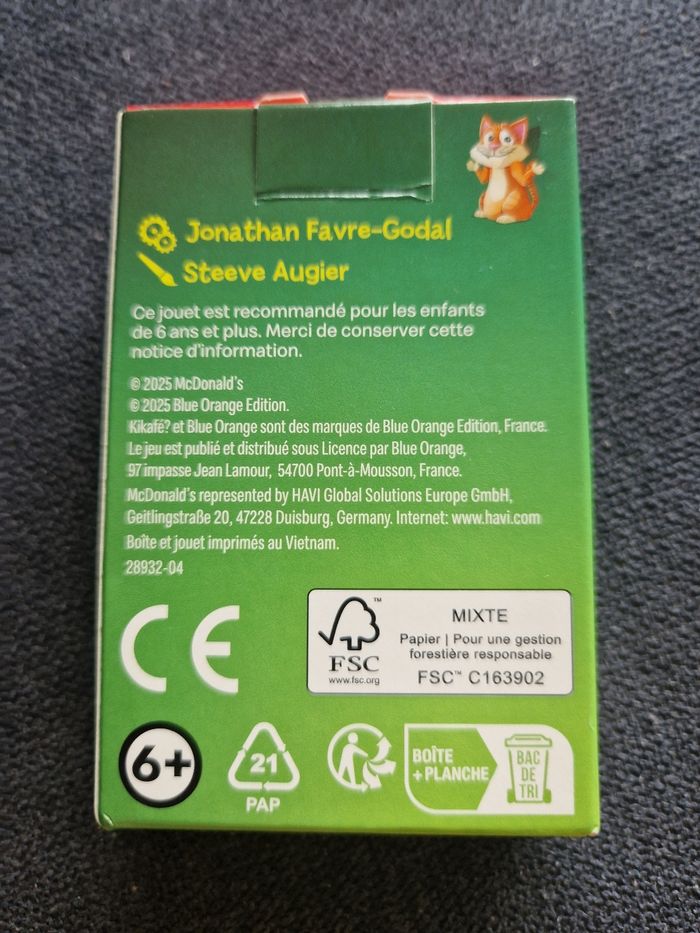 Jonathan Favre-Godal
Steeve Augier
Ce jouet est recommandé pour les enfants
de 6 ans et plus. Merci de conserver cette
notice d'information.
© 2025 McDonald's
© 2025 Blue Orange Edition.
Kikafé? et Blue Orange sont des marques de Blue Orange Edition, France.
Le jeu est publié et distribué sous Licence par Blue Orange,
97 impasse Jean Lamour, 54700 Pont-à-Mousson, France.
McDonald's represented by HAVI Global Solutions Europe GmbH,
Geitlingstraße 20, 47228 Duisburg, Germany. Internet: www.havi.com
Boîte et jouet imprimés au Vietnam.
28932-04
CE
TM
FSC
www.fsc.org
MIXTE
Papier | Pour une gestion
forestière responsable
FSC™ C163902
6+
21
PAP
BOÎTE
+ PLANCHE
BAC
DE
TRI